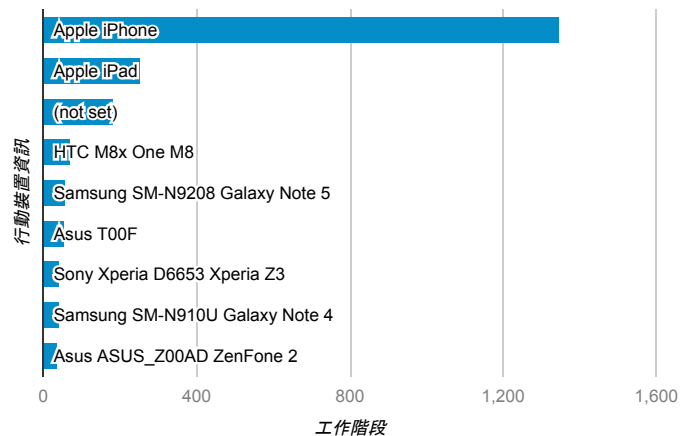 Apple iPhone
Apple iPad
(not set)
HTC M8x One M8
Samsung SM-N9208 Galaxy Note 5
Asus T00F
Sony Xperia D6653 Xperia Z3
Samsung SM-N910U Galaxy Note 4
Asus ASUS_Z00AD ZenFone 2
行動裝置資訊
0 400 800 1,200 1,600
工作階段